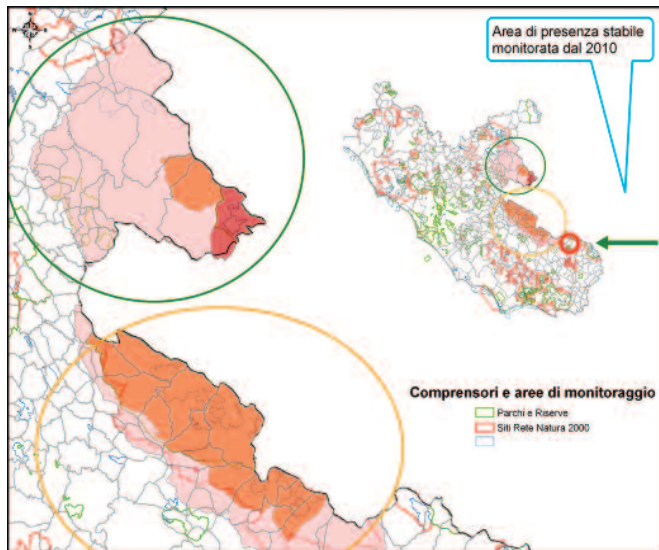 Area di presenza stabile
monitorata dal 2010
Comprensori e aree di monitoraggio
Parchi e Riserve
Siti Rete Natura 2000